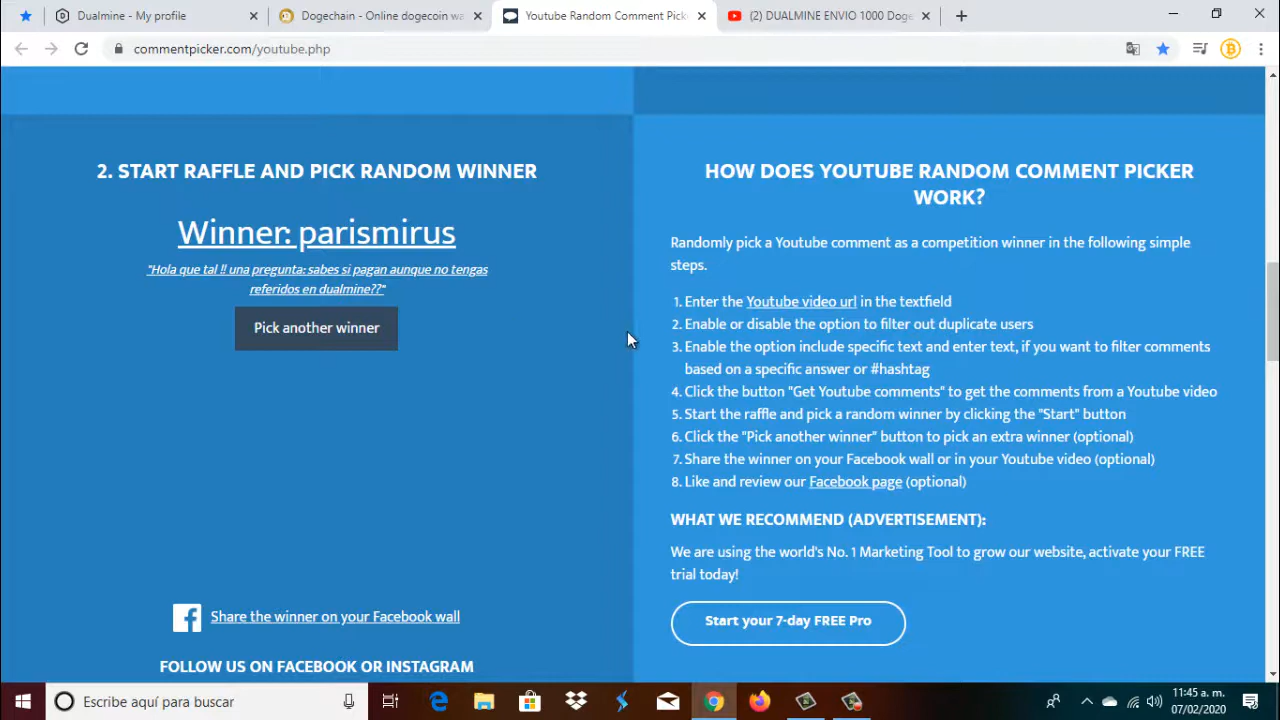 Dualmine - My profile
Dogechain - Online dogecoin wa
Youtube Random Comment Pick
(2) DUALMINE ENVIO 1000 Doge
commentpicker.com/youtube.php
2. START RAFFLE AND PICK RANDOM WINNER
Winner: parismirus
"Hola que tal !! una pregunta: sabes si pagan aunque no tengas
referidos en dualmine??"
Pick another winner
Share the winner on your Facebook wall
FOLLOW US ON FACEBOOK OR INSTAGRAM
HOW DOES YOUTUBE RANDOM COMMENT PICKER
WORK?
Randomly pick a Youtube comment as a competition winner in the following simple
steps.
1. Enter the Youtube video url in the textfield
2. Enable or disable the option to filter out duplicate users
3. Enable the option include specific text and enter text, if you want to filter comments
based on a specific answer or #hashtag
4. Click the button "Get Youtube comments" to get the comments from a Youtube video
5. Start the raffle and pick a random winner by clicking the "Start" button
6. Click the "Pick another winner" button to pick an extra winner (optional)
7. Share the winner on your Facebook wall or in your Youtube video (optional)
8. Like and review our Facebook page (optional)
WHAT WE RECOMMEND (ADVERTISEMENT):
We are using the world's No. 1 Marketing Tool to grow our website, activate your FREE
trial today!
Start your 7-day FREE Pro
Escribe aquí para buscar
11:45 a. m.
07/02/2020